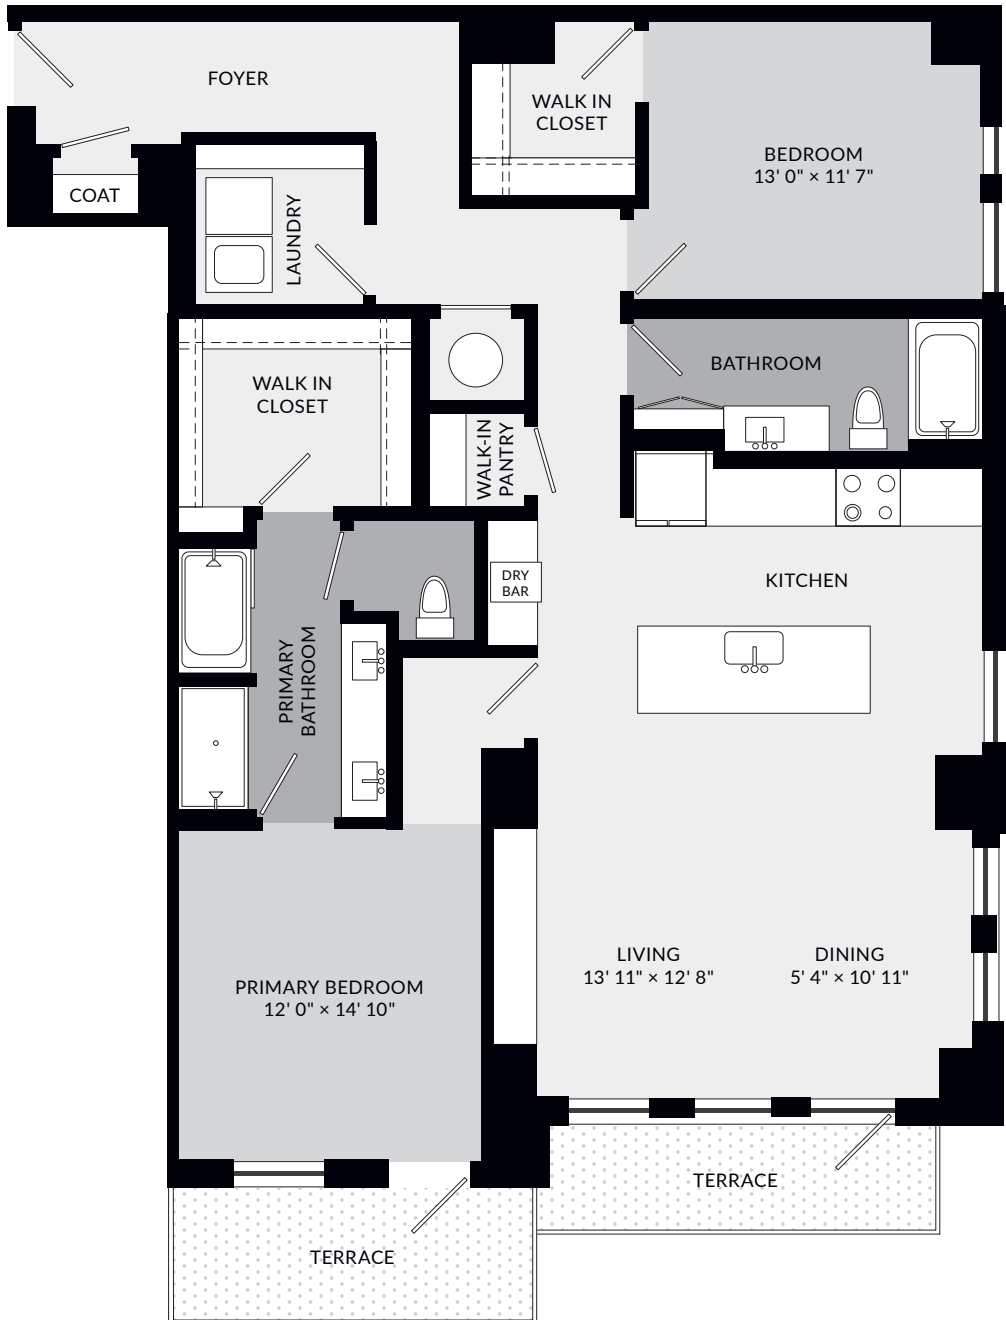 FOYER
WALK IN
CLOSET
BEDROOM
13' 0" × 11' 7"
COAT
LAUNDRY
BATHROOM
WALK IN
CLOSET
WALK-IN
PANTRY
DRY
BAR
KITCHEN
PRIMARY
BATHROOM
LIVING
13' 11" × 12' 8"
DINING
5' 4" × 10' 11"
PRIMARY BEDROOM
12' 0" × 14' 10"
TERRACE
TERRACE